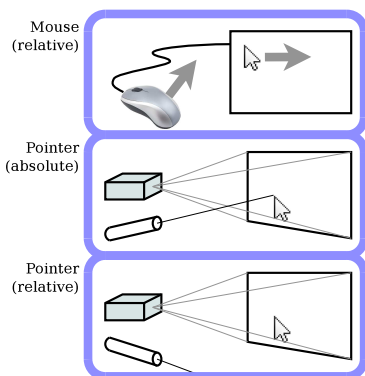 Mouse
(relative)
Pointer
(absolute)
Pointer
(relative)